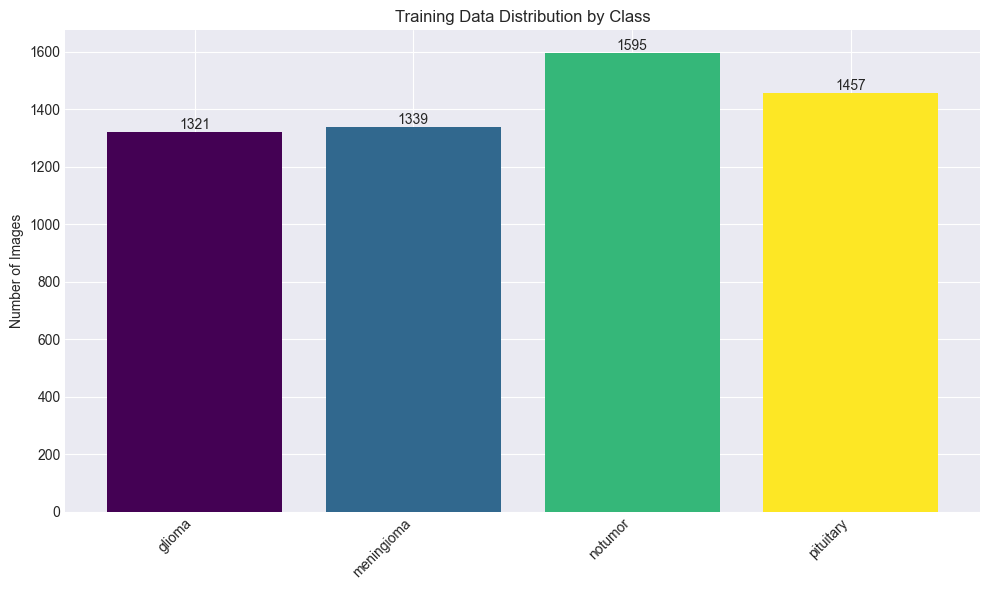 Training Data Distribution by Class
Number of Images
1600
1400
1200
1000
800
600
400
200
0
1321
1339
1595
1457
glioma
meningioma
notumor
pituitary